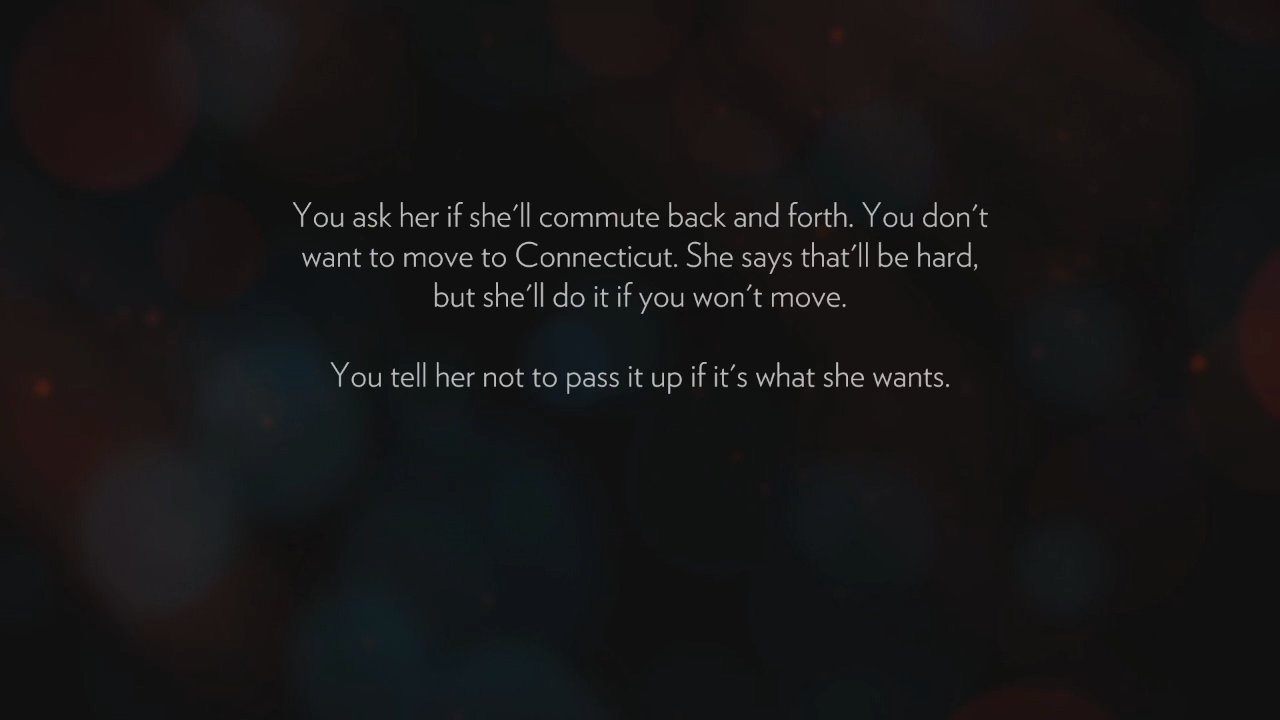 You ask her if she'll commute back and forth. You don't
want to move to Connecticut. She says that'll be hard,
but she'll do it if you won't move.
You tell her not to pass it up if it's what she wants.